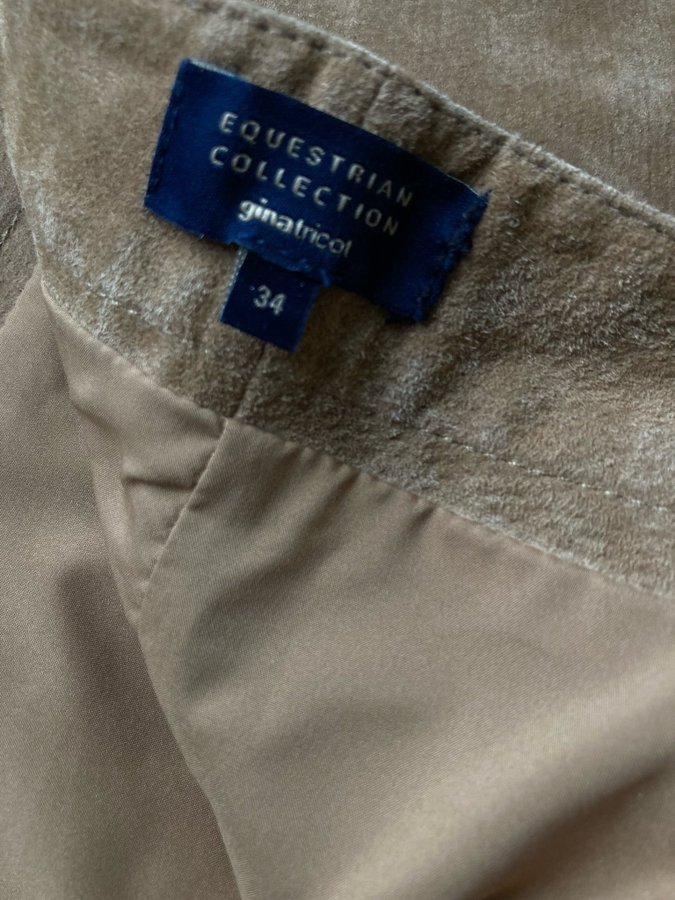 EQUESTRIAN
COLLECTION
ginatricot
34